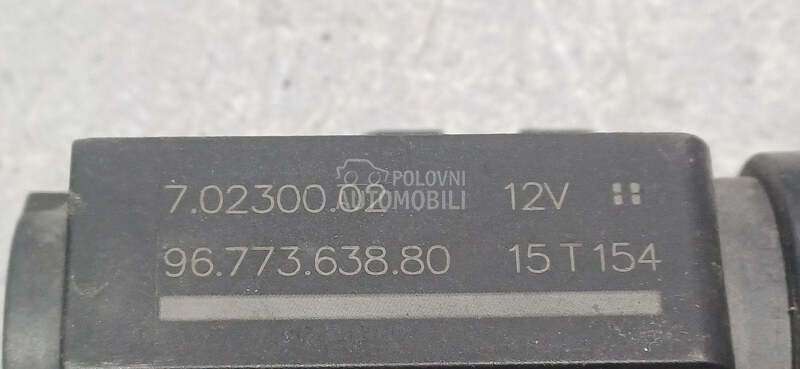 7.02300.02 12V
POLOVNI
AUTOMOBILI
96.773.638.80 15 T 154